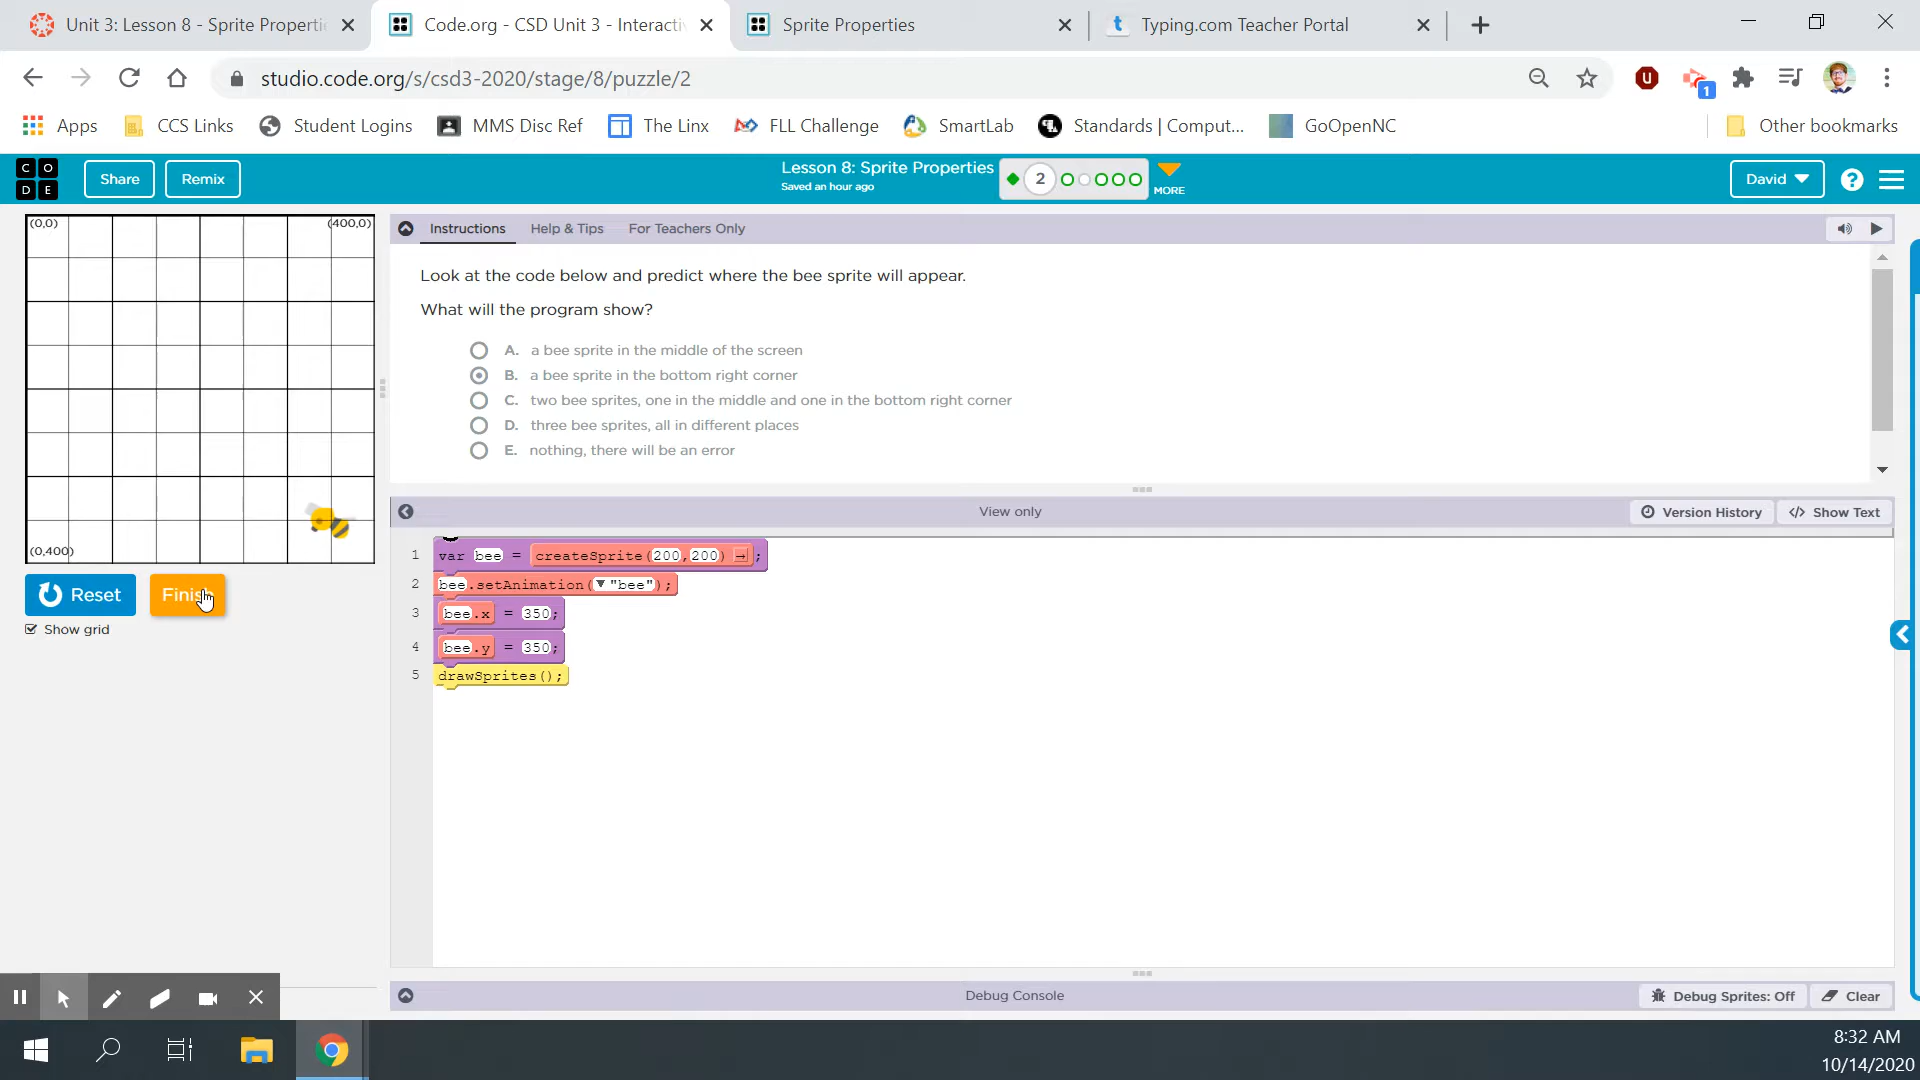 Unit 3: Lesson 8 - Sprite Properti
Code.org - CSD Unit 3 - Interacti
Sprite Properties
t Typing.com Teacher Portal
studio.code.org/s/csd3-2020/stage/8/puzzle/2
1
Apps
CCS Links
Student Logins
MMS Disc Ref
The Linx
FLL Challenge
SmartLab
Standards | Comput...
GoOpenNC
Other bookmarks
C O
D E
Share
Remix
Lesson 8: Sprite Properties
Saved an hour ago
2
MORE
David
?
(0,0)
(400,0)
(0,400)
Reset
Finis
Show grid
Instructions
Help & Tips
For Teachers Only
Look at the code below and predict where the bee sprite will appear.
What will the program show?
A. a bee sprite in the middle of the screen
B. a bee sprite in the bottom right corner
C. two bee sprites, one in the middle and one in the bottom right corner
D. three bee sprites, all in different places
E. nothing, there will be an error
View only
Version History
</> Show Text
1 var bee = createSprite(200,200) → ;
2 bee.setAnimation(▼ "bee");
3 bee.x = 350;
4 bee.y = 350;
5 drawSprites();
Debug Console
Debug Sprites: Off
Clear
8:32 AM
10/14/2020